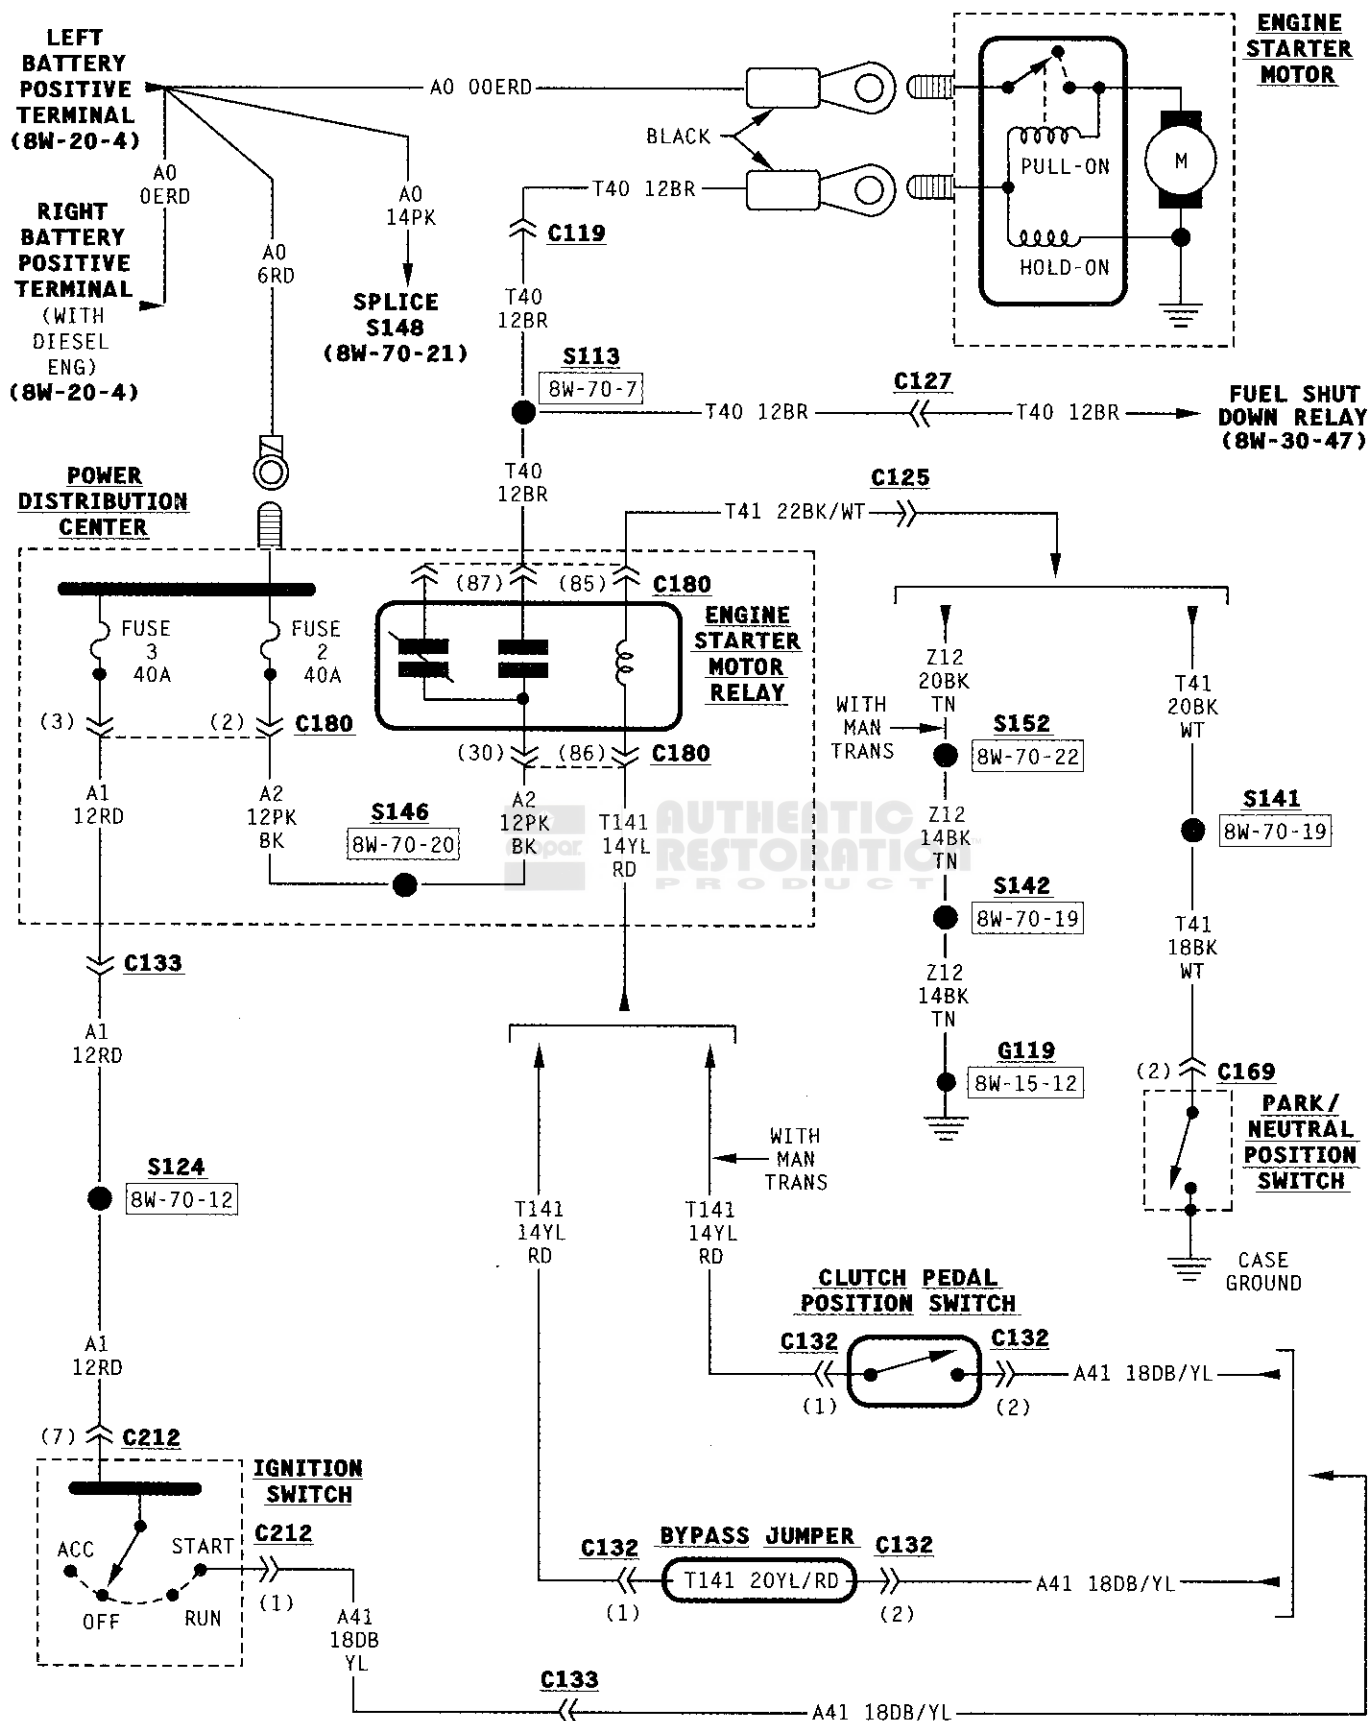 LEFT
BATTERY
POSITIVE
TERMINAL
(8W-20-4)
A0 00ERD
BLACK
T40 12BR
ENGINE
STARTER
MOTOR
PULL-ON
M
HOLD-ON
A0
0ERD
A0
14PK
RIGHT
BATTERY
POSITIVE
TERMINAL
(WITH
DIESEL
ENG)
(8W-20-4)
A0
6RD
SPLICE
S148
(8W-70-21)
C119
T40
12BR
S113
8W-70-7
T40 12BR
C127
T40 12BR
FUEL SHUT
DOWN RELAY
(8W-30-47)
T40
12BR
C125
T41 22BK/WT
POWER
DISTRIBUTION
CENTER
(87)
(85)
C180
ENGINE
STARTER
MOTOR
RELAY
FUSE
3
40A
FUSE
2
40A
(3)
(2)
C180
(30)
(86)
C180
A1
12RD
A2
12PK
BK
S146
8W-70-20
A2
12PK
BK
T141
14YL
RD
Mopar
AUTHENTIC
RESTORATION
PRODUCT
Z12
20BK
TN
WITH
MAN
TRANS
S152
8W-70-22
Z12
14BK
TN
S142
8W-70-19
Z12
14BK
TN
G119
8W-15-12
T41
20BK
WT
S141
8W-70-19
T41
18BK
WT
(2)
C169
PARK/
NEUTRAL
POSITION
SWITCH
CASE
GROUND
C133
A1
12RD
S124
8W-70-12
A1
12RD
T141
14YL
RD
WITH
MAN
TRANS
T141
14YL
RD
CLUTCH PEDAL
POSITION SWITCH
C132
C132
(1)
(2)
A41 18DB/YL
(7)
C212
IGNITION
SWITCH
ACC
START
OFF
RUN
C212
(1)
A41
18DB
YL
BYPASS JUMPER
C132
T141 20YL/RD
C132
(1)
(2)
A41 18DB/YL
C133
A41 18DB/YL